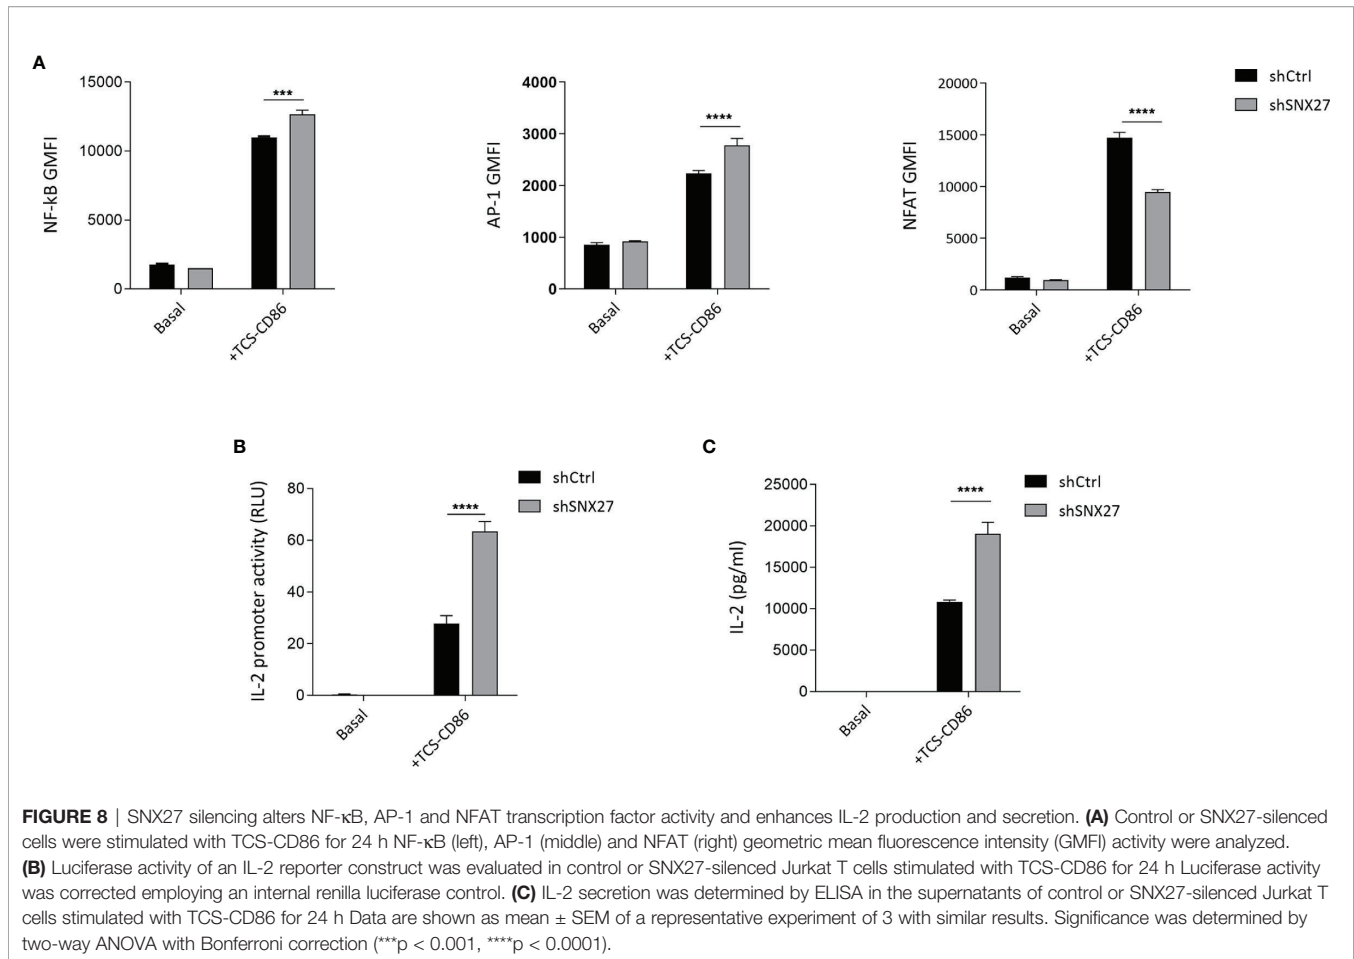 A
15000
10000
5000
0
NF-kB GMFI
***
Basal
+TCS-CD86
4000
3000
2000
1000
0
AP-1 GMFI
****
Basal
+TCS-CD86
20000
15000
10000
5000
0
NFAT GMFI
****
Basal
+TCS-CD86
shCtrl
shSNX27
B
80
60
40
20
0
IL-2 promoter activity (RLU)
****
Basal
+TCS-CD86
shCtrl
shSNX27
C
25000
20000
15000
10000
5000
0
IL-2 (pg/ml)
****
Basal
+TCS-CD86
shCtrl
shSNX27
FIGURE 8 | SNX27 silencing alters NF-κB, AP-1 and NFAT transcription factor activity and enhances IL-2 production and secretion. (A) Control or SNX27-silenced
cells were stimulated with TCS-CD86 for 24 h NF-κB (left), AP-1 (middle) and NFAT (right) geometric mean fluorescence intensity (GMFI) activity were analyzed.
(B) Luciferase activity of an IL-2 reporter construct was evaluated in control or SNX27-silenced Jurkat T cells stimulated with TCS-CD86 for 24 h Luciferase activity
was corrected employing an internal renilla luciferase control. (C) IL-2 secretion was determined by ELISA in the supernatants of control or SNX27-silenced Jurkat T
cells stimulated with TCS-CD86 for 24 h Data are shown as mean ± SEM of a representative experiment of 3 with similar results. Significance was determined by
two-way ANOVA with Bonferroni correction (***p < 0.001, ****p < 0.0001).